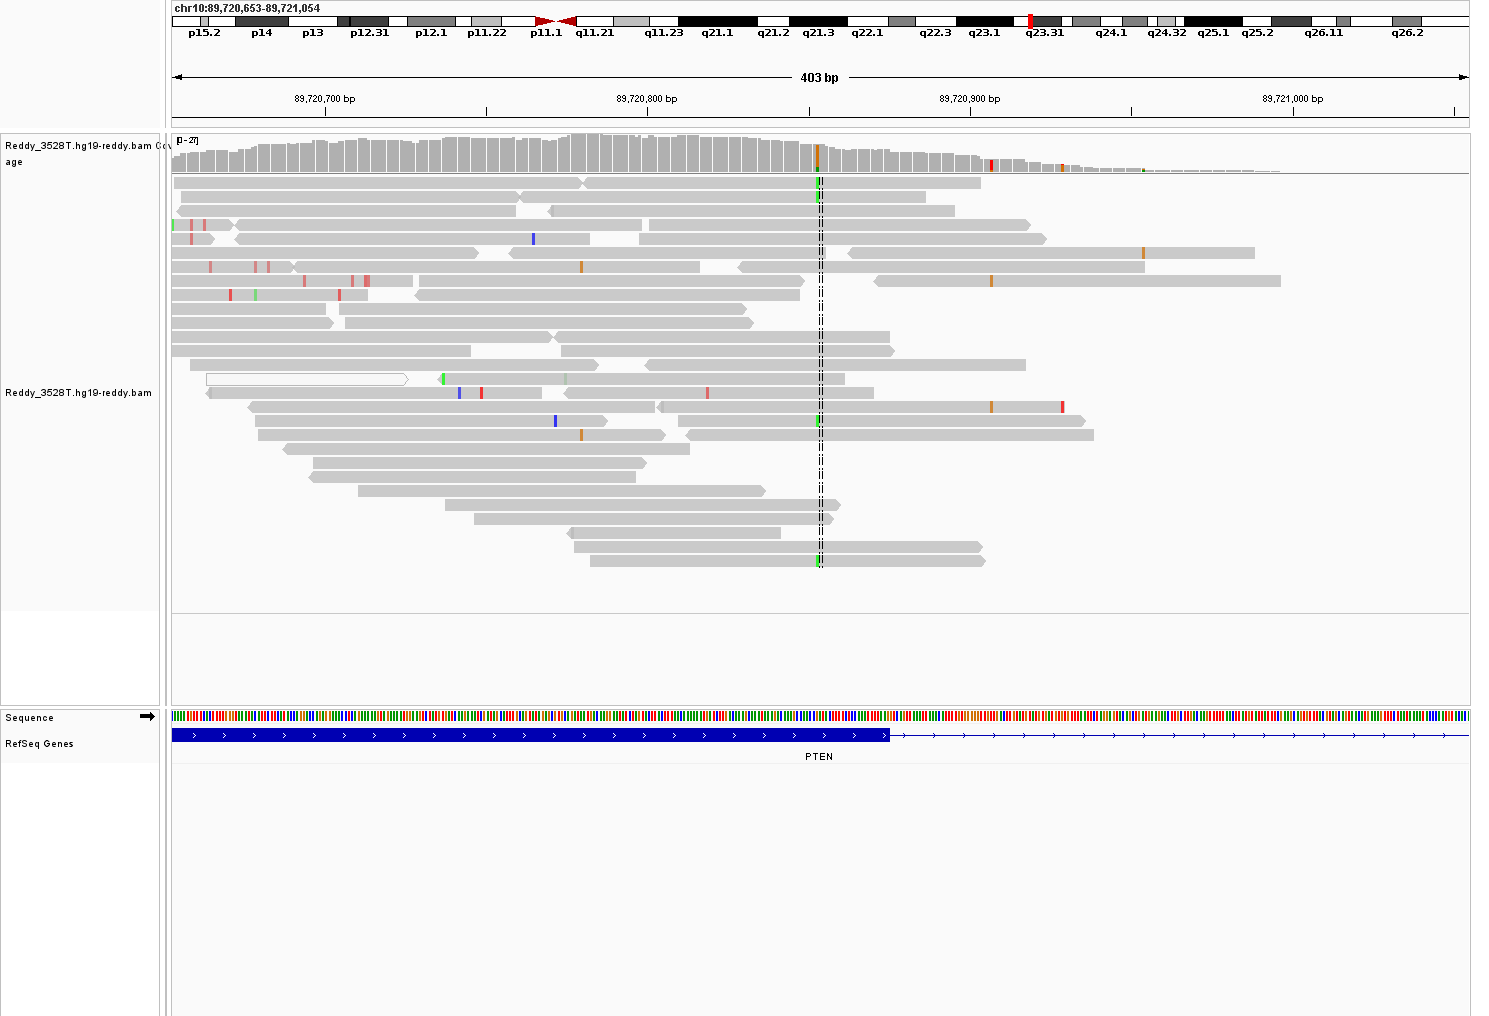 chr10:89,720,653-89,721,054
p15.2 p14 p13 p12.31 p12.1 p11.22 p11.1 q11.21 q11.23 q21.1 q21.2 q21.3 q22.1 q22.3 q23.1 q23.31 q24.1 q24.32 q25.1 q25.2 q26.11 q26.2
403 bp
89,720,700 bp 89,720,800 bp 89,720,900 bp 89,721,000 bp
[0 - 27]
Reddy_3528T.hg19-reddy.bam Cov
age
Reddy_3528T.hg19-reddy.bam
Sequence
RefSeq Genes
PTEN